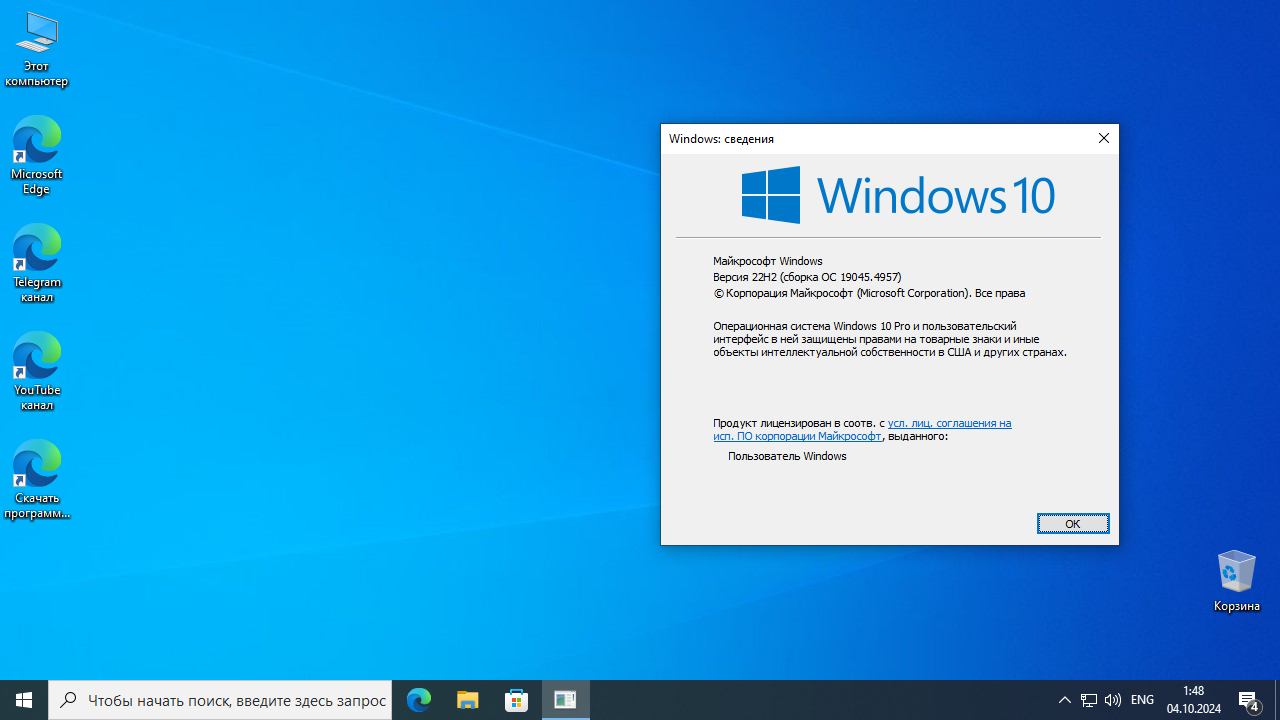 Этот
компьютер
Microsoft
Edge
Telegram
канал
YouTube
канал
Скачать
программ...
Windows: сведения
Windows 10
Майкрософт Windows
Версия 22H2 (сборка ОС 19045.4957)
© Корпорация Майкрософт (Microsoft Corporation). Все права
Операционная система Windows 10 Pro и пользовательский
интерфейс в ней защищены правами на товарные знаки и иные
объекты интеллектуальной собственности в США и других странах.
Продукт лицензирован в соотв. с усл. лиц. соглашения на
исп. ПО корпорации Майкрософт, выданного:
Пользователь Windows
ОК
Корзина
Чтобы начать поиск, введите здесь запрос
ENG
1:48
04.10.2024
4